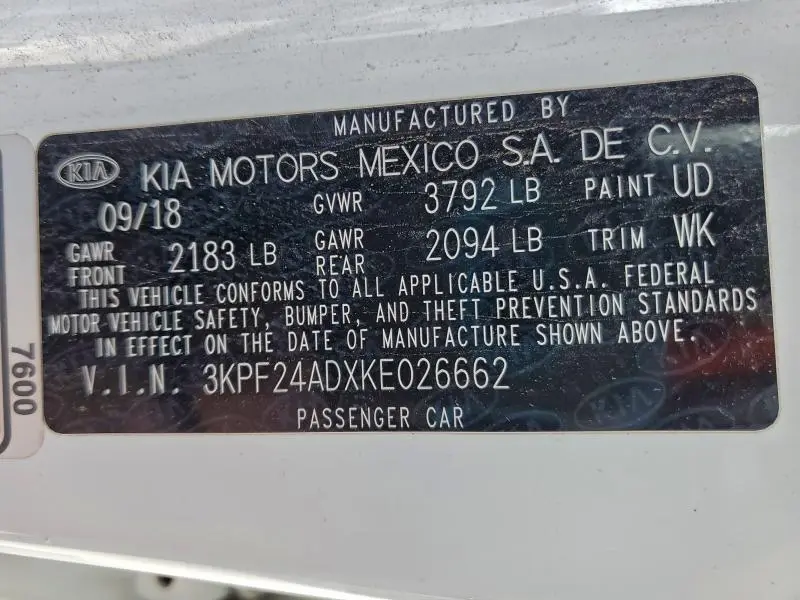 MANUFACTURED BY
KIA KIA MOTORS MEXICO S.A. DE C.V.
09/18 GVWR 3792 LB PAINT UD
GAWR FRONT 2183 LB GAWR REAR 2094 LB TRIM WK
THIS VEHICLE CONFORMS TO ALL APPLICABLE U.S.A. FEDERAL
MOTOR VEHICLE SAFETY, BUMPER, AND THEFT PREVENTION STANDARDS
IN EFFECT ON THE DATE OF MANUFACTURE SHOWN ABOVE.
V.I.N. 3KPF24ADXKE026662
PASSENGER CAR
7600